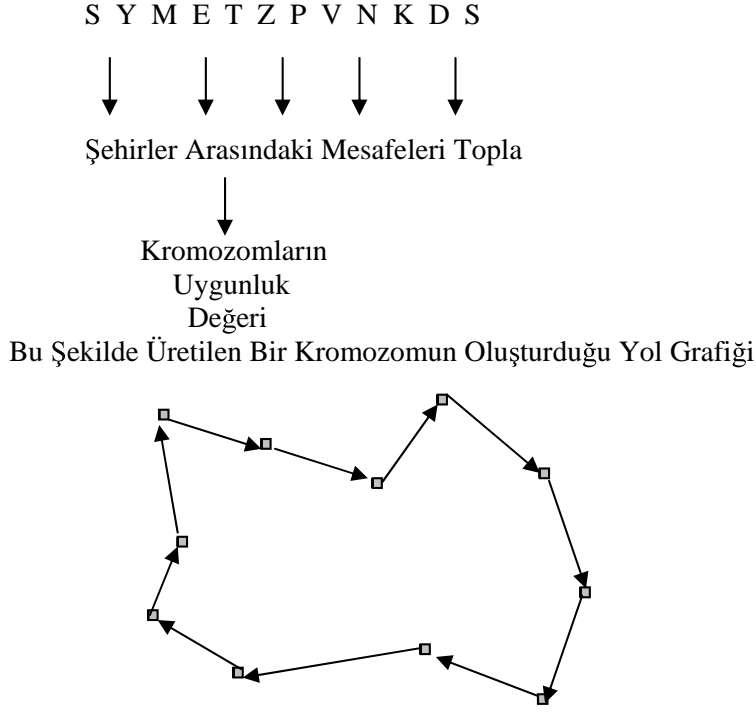 S Y M E T Z P V N K D S
Şehirler Arasındaki Mesafeleri Topla
Kromozomların
Uygunluk
Değeri
Bu Şekilde Üretilen Bir Kromozomun Oluşturduğu Yol Grafiği